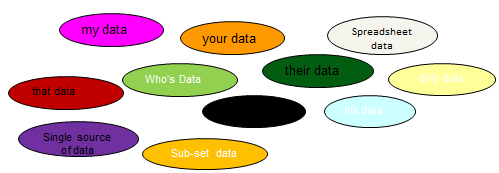 my data
your data
Spreadsheet
data
Who's Data
their data
dirty data
that data
data
Single source
of data
Sub-set data